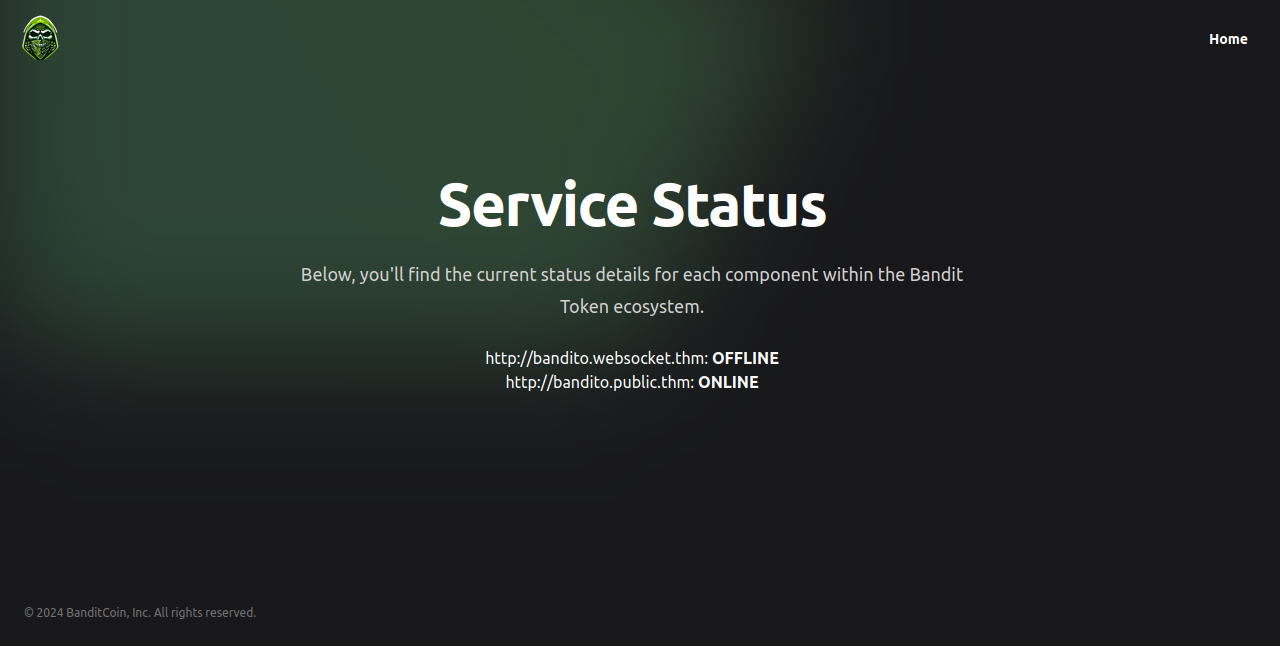 Home
Service Status
Below, you'll find the current status details for each component within the Bandit
Token ecosystem.
http://bandito.websocket.thm: OFFLINE
http://bandito.public.thm: ONLINE
© 2024 BanditCoin, Inc. All rights reserved.